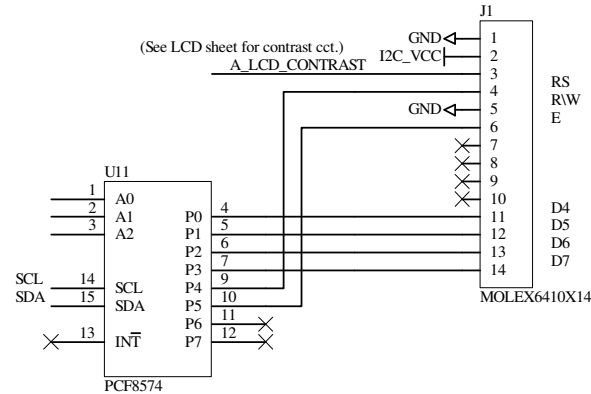 J1
GND 1
I2C_VCC 2
(See LCD sheet for contrast cct.)
A_LCD_CONTRAST 3
4 RS
GND 5 R\W
6 E
7
8
9
10
11 D4
12 D5
13 D6
14 D7
MOLEX6410X14
U11
1 A0 P0 4
2 A1 P1 5
3 A2 P2 6
P3 7
SCL 14 SCL P4 9
SDA 15 SDA P5 10
P6 11
13 INT P7 12
PCF8574